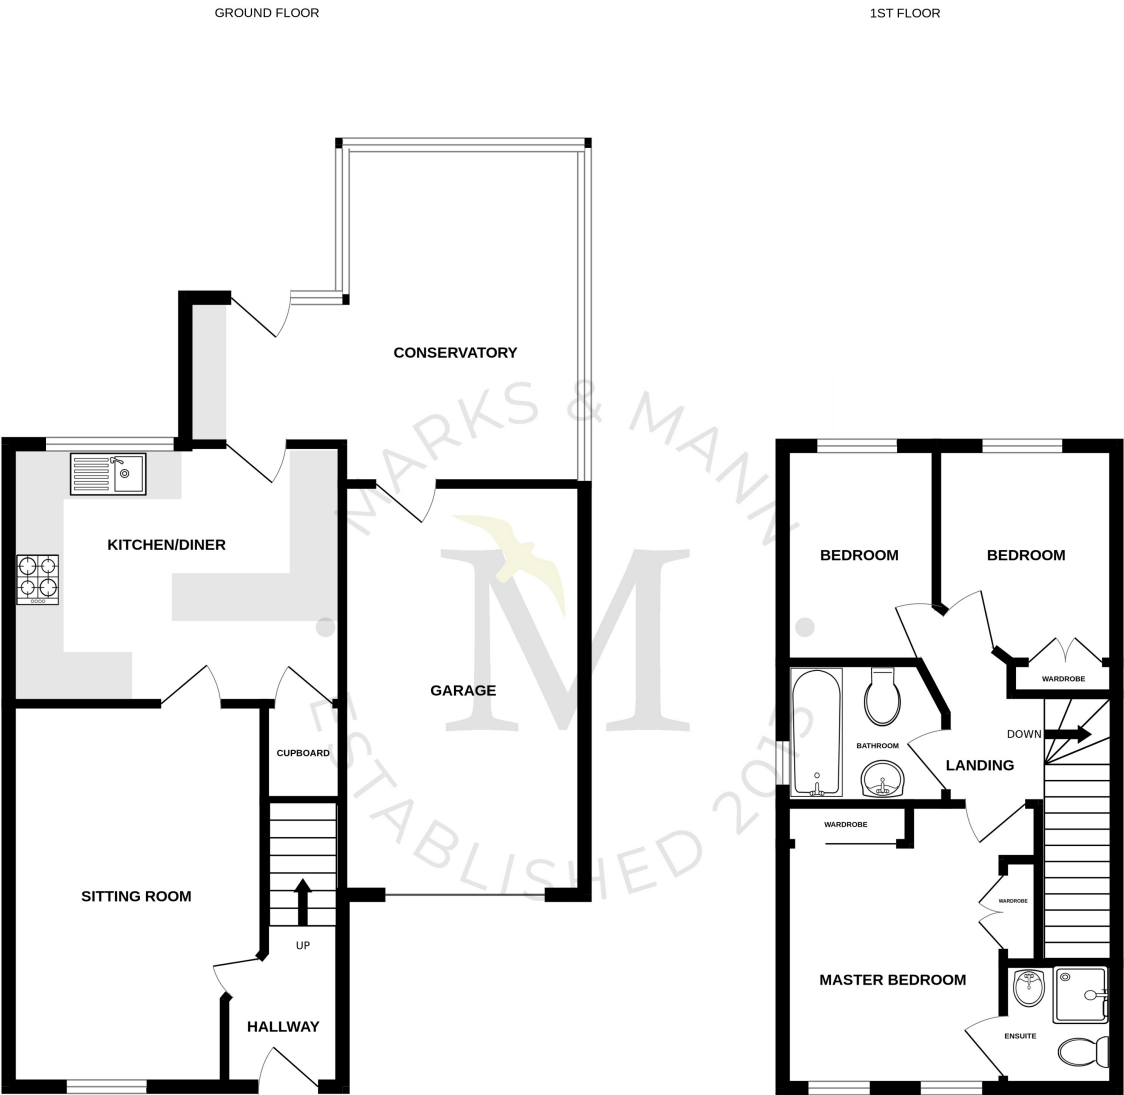 GROUND FLOOR
1ST FLOOR
CONSERVATORY
MARKS & MANN
KITCHEN/DINER
BEDROOM
BEDROOM
M
GARAGE
WARDROBE
CUPBOARD
BATHROOM
DOWN
LANDING
ESTABLISHED 2013
WARDROBE
SITTING ROOM
WARDROBE
UP
MASTER BEDROOM
HALLWAY
ENSUITE